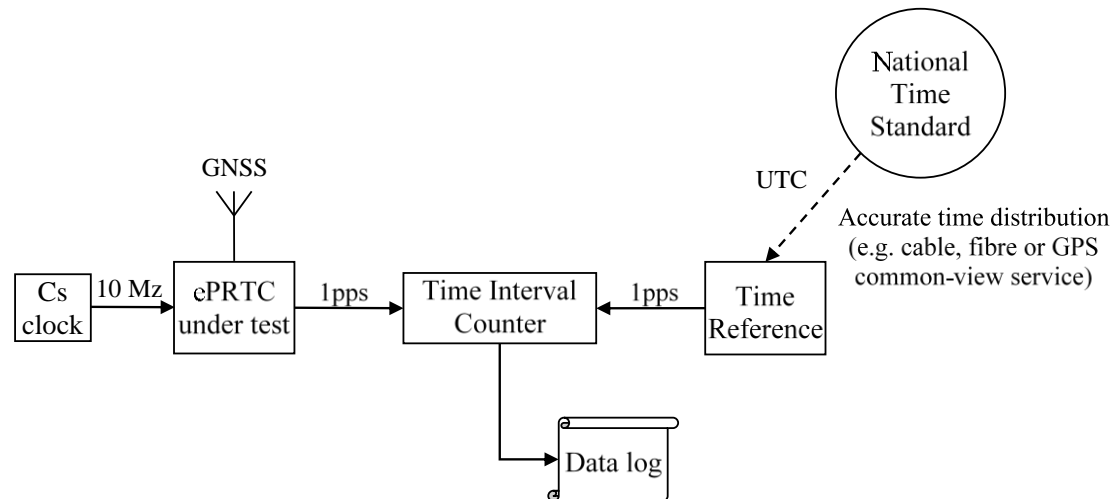 National
Time
Standard
GNSS
UTC
Accurate time distribution
(e.g. cable, fibre or GPS
common-view service)
Cs
clock
10 Mz
ePRTC
under test
1pps
Time Interval
Counter
1pps
Time
Reference
Data log